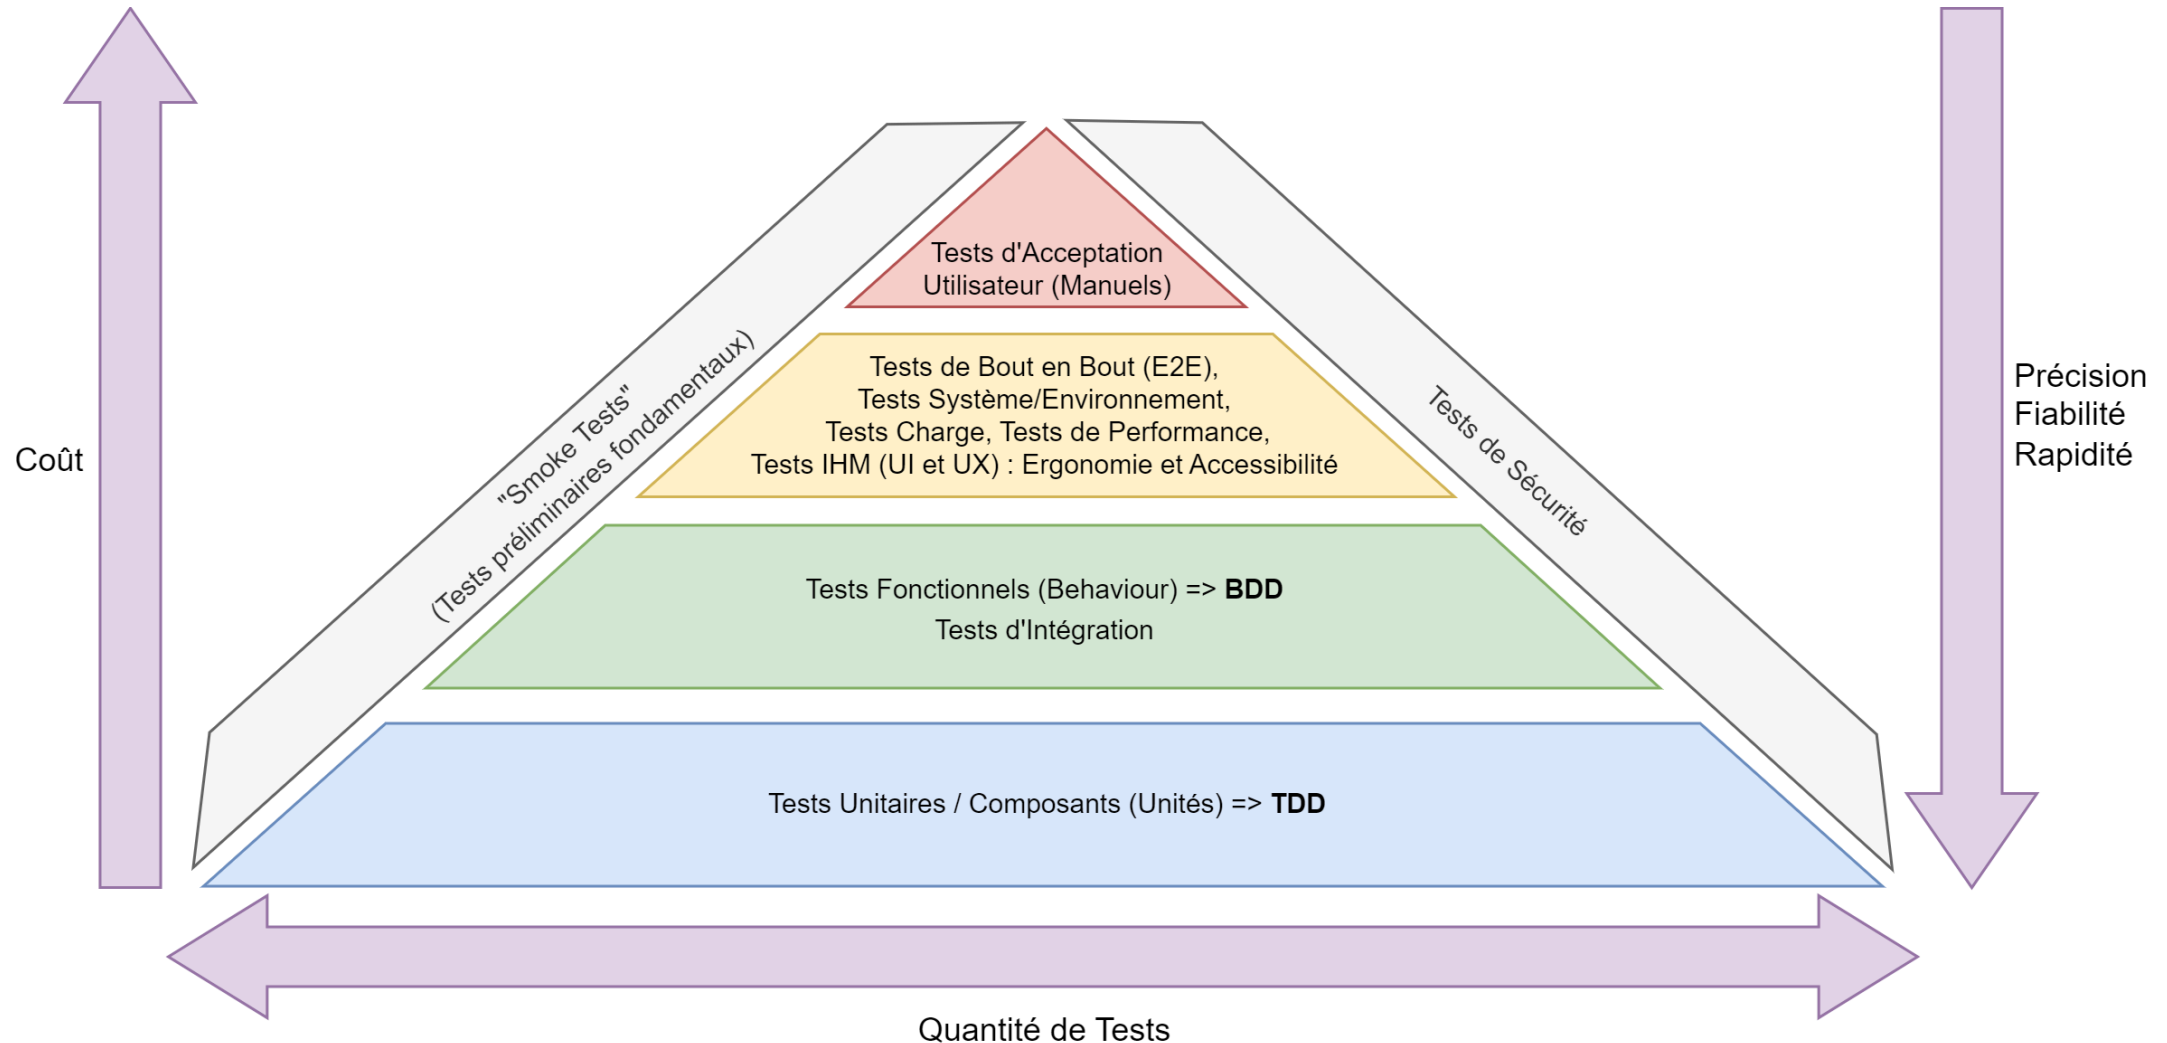 Tests d'Acceptation
Utilisateur (Manuels)
Tests de Bout en Bout (E2E),
Tests Système/Environnement,
Tests Charge, Tests de Performance,
Tests IHM (UI et UX) : Ergonomie et Accessibilité
Tests Fonctionnels (Behaviour) => BDD
Tests d'Intégration
Tests Unitaires / Composants (Unités) => TDD
"Smoke Tests"
(Tests préliminaires fondamentaux)
Tests de Sécurité
Coût
Précision
Fiabilité
Rapidité
Quantité de Tests